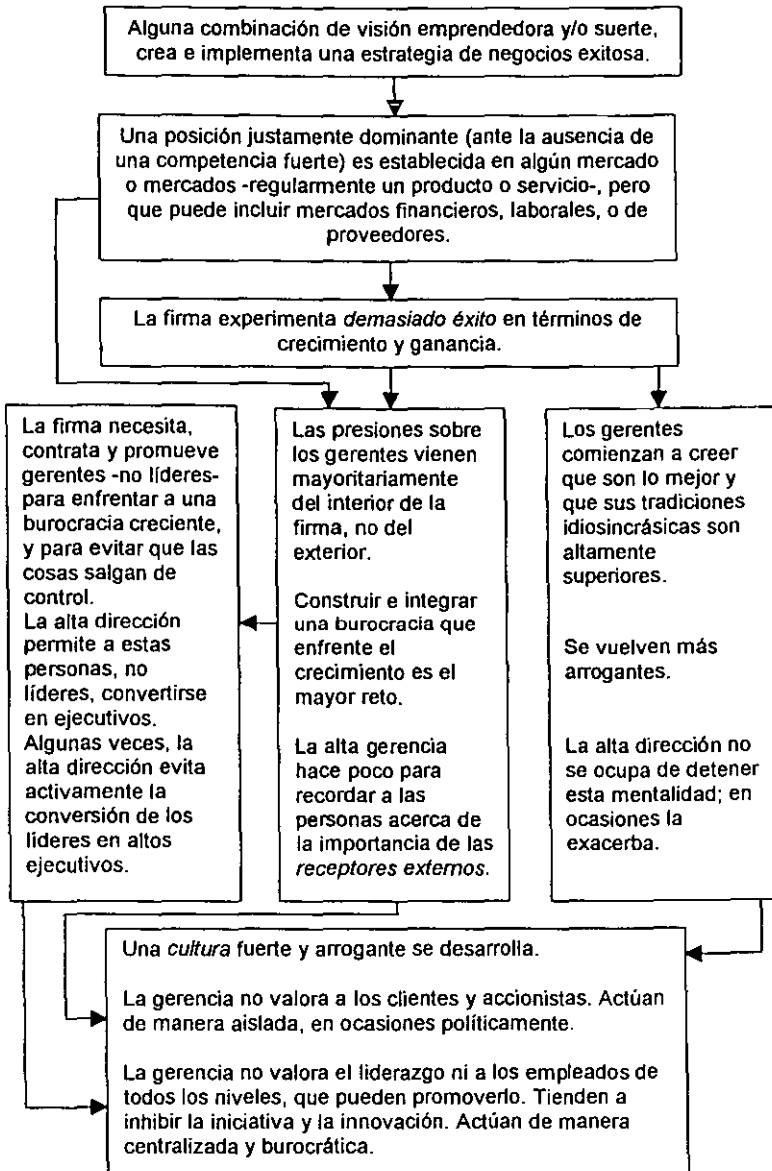 Alguna combinación de visión emprendedora y/o suerte,
crea e implementa una estrategia de negocios exitosa.
Una posición justamente dominante (ante la ausencia de
una competencia fuerte) es establecida en algún mercado
o mercados -regularmente un producto o servicio-, pero
que puede incluir mercados financieros, laborales, o de
proveedores.
La firma experimenta demasiado éxito en términos de
crecimiento y ganancia.
La firma necesita,
contrata y promueve
gerentes -no líderes-
para enfrentar a una
burocracia creciente,
y para evitar que las
cosas salgan de
control.
La alta dirección
permite a estas
personas, no
líderes, convertirse
en ejecutivos.
Algunas veces, la
alta dirección evita
activamente la
conversión de los
líderes en altos
ejecutivos.
Las presiones sobre
los gerentes vienen
mayoritariamente
del interior de la
firma, no del
exterior.
Construir e integrar
una burocracia que
enfrente el
crecimiento es el
mayor reto.
La alta gerencia
hace poco para
recordar a las
personas acerca de
la importancia de las
receptores externos.
Los gerentes
comienzan a creer
que son lo mejor y
que sus tradiciones
idiosincrásicas son
altamente
superiores.
Se vuelven más
arrogantes.
La alta dirección no
se ocupa de detener
esta mentalidad; en
ocasiones la
exacerba.
Una cultura fuerte y arrogante se desarrolla.
La gerencia no valora a los clientes y accionistas. Actúan
de manera aislada, en ocasiones políticamente.
La gerencia no valora el liderazgo ni a los empleados de
todos los niveles, que pueden promoverlo. Tienden a
inhibir la iniciativa y la innovación. Actúan de manera
centralizada y burocrática.